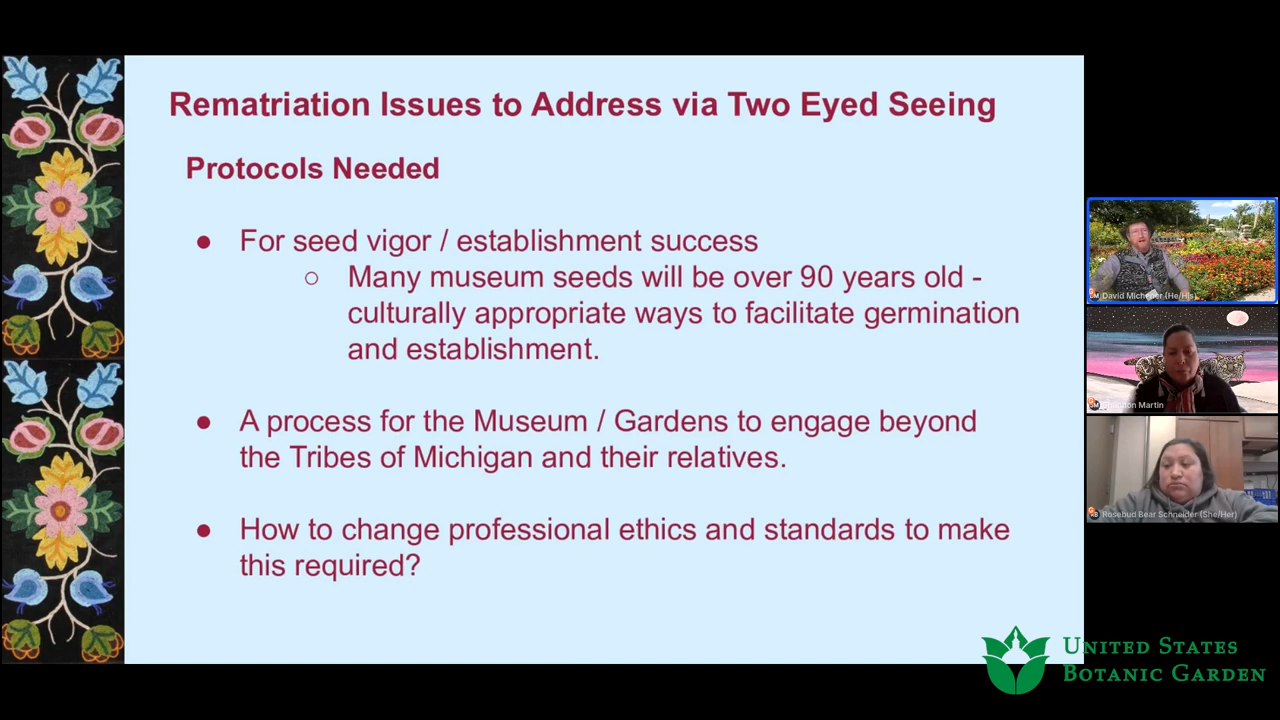 Rematriation Issues to Address via Two Eyed Seeing
Protocols Needed
● For seed vigor / establishment success
○ Many museum seeds will be over 90 years old -
culturally appropriate ways to facilitate germination
and establishment.
● A process for the Museum / Gardens to engage beyond
the Tribes of Michigan and their relatives.
● How to change professional ethics and standards to make
this required?
David Michener (He/His)
Martin
Rosebud Bear Schneider (She/Her)
UNITED STATES
BOTANIC GARDEN